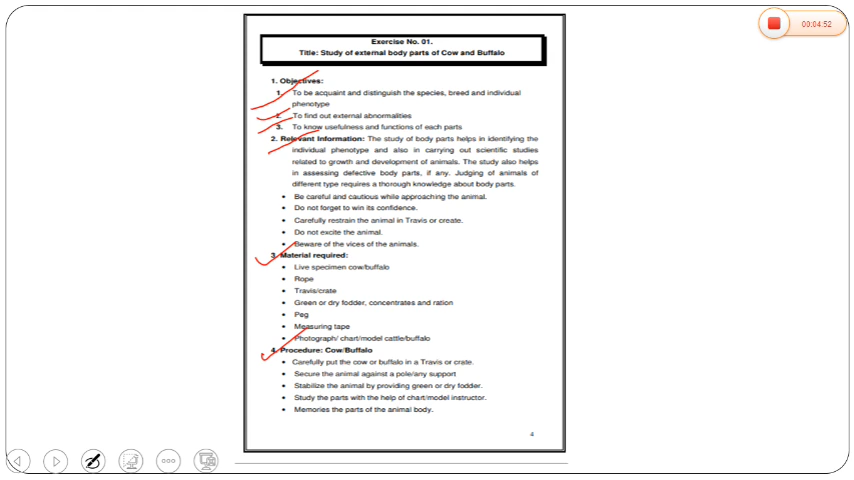 00:04:52
Exercise No. 01.
Title: Study of external body parts of Cow and Buffalo
1. Objectives:
1. To be acquaint and distinguish the species, breed and individual
phenotype
2. To find out external abnormalities
3. To know usefulness and functions of each parts
2. Relevant Information: The study of body parts helps in identifying the
individual phenotype and also in carrying out scientific studies
related to growth and development of animals. The study also helps
in assessing defective body parts, if any. Judging of animals of
different type requires a thorough knowledge about body parts.
• Be careful and cautious while approaching the animal.
• Do not forget to win its confidence.
• Carefully restrain the animal in Travis or create.
• Do not excite the animal.
• Beware of the vices of the animals.
3. Material required:
• Live specimen cow/buffalo
• Rope
• Travis/crate
• Green or dry fodder, concentrates and ration
• Peg
• Measuring tape
• Photograph/ chart/model cattle/buffalo
4. Procedure: Cow/Buffalo
• Carefully put the cow or buffalo in a Travis or crate.
• Secure the animal against a pole/any support
• Stabilize the animal by providing green or dry fodder.
• Study the parts with the help of chart/model instructor.
• Memories the parts of the animal body.
4